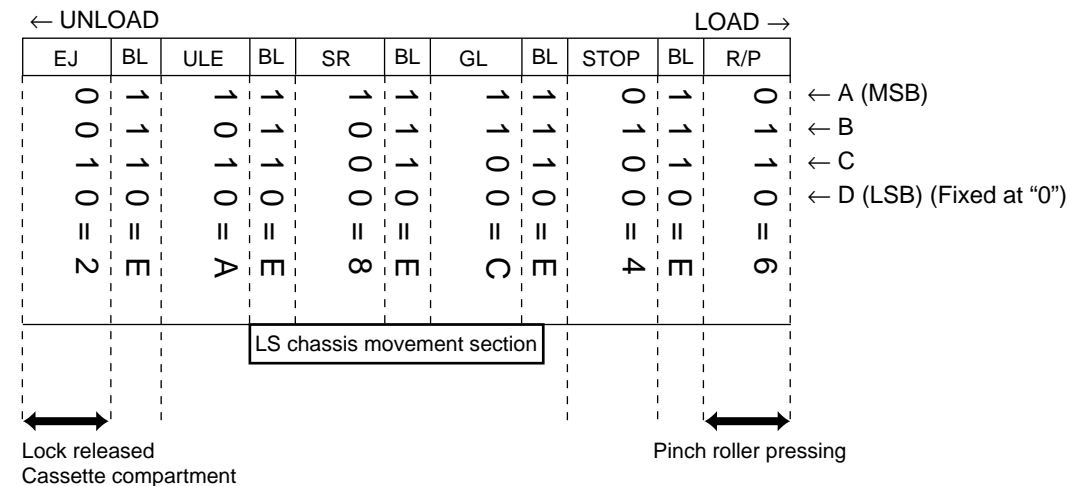 ← UNLOAD LOAD →
EJ BL ULE BL SR BL GL BL STOP BL R/P
0 1 1 1 1 1 1 1 0 1 0 ← A (MSB)
0 1 0 1 0 1 1 1 1 1 1 ← B
1 1 1 1 0 1 0 1 0 1 1 ← C
0 0 0 0 0 0 0 0 0 0 0 ← D (LSB) (Fixed at “0”)
= = = = = = = = = = =
2 E A E 8 E C E 4 E 6
LS chassis movement section
Lock released Pinch roller pressing
Cassette compartment